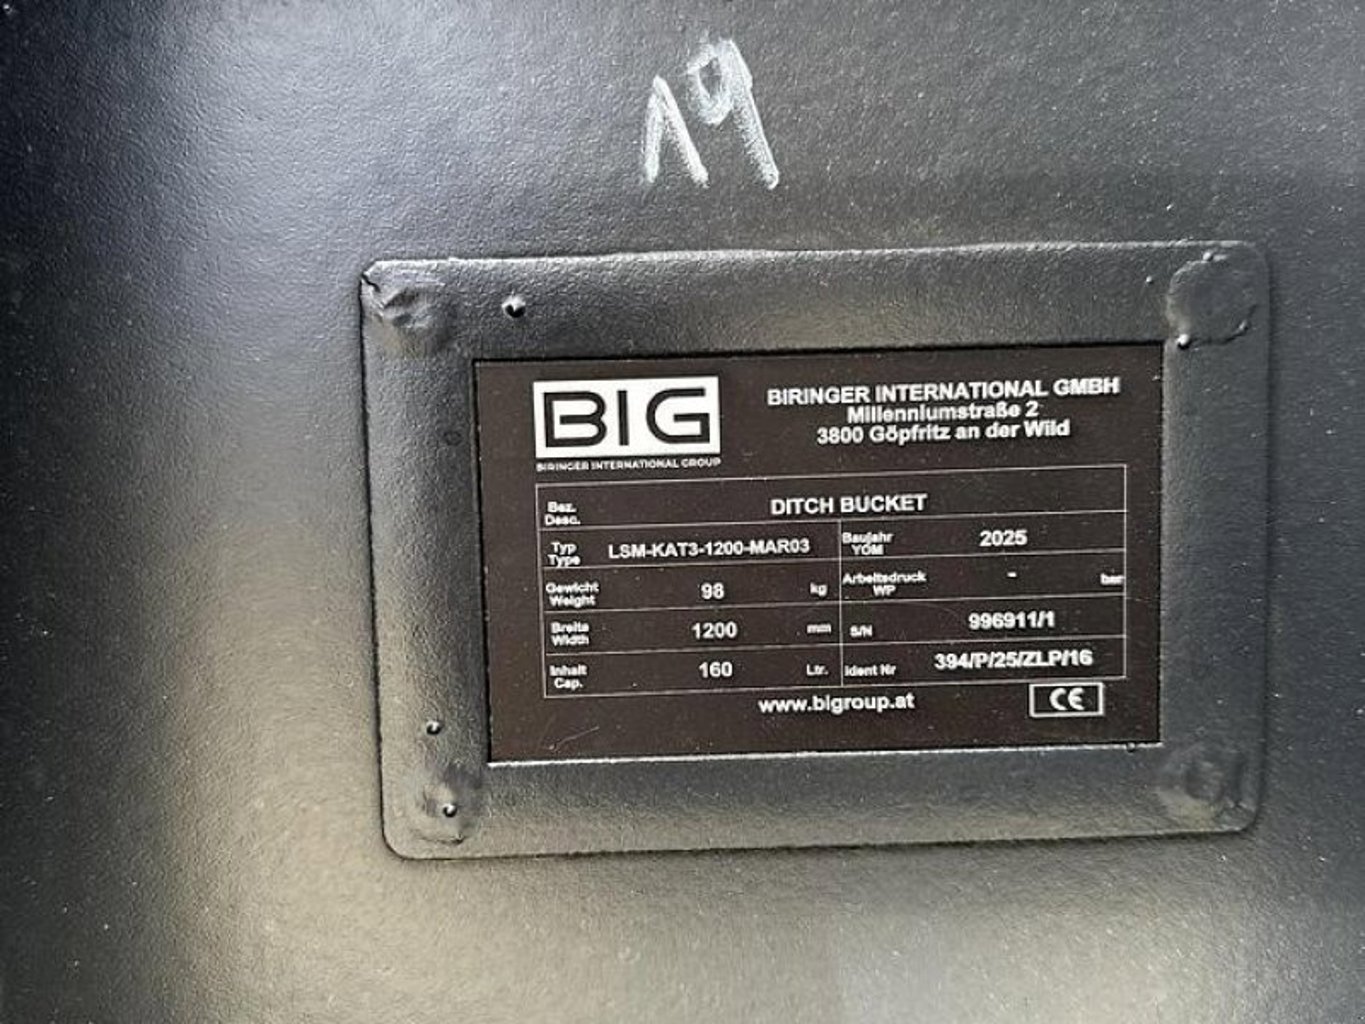 19
BIG
BIRINGER INTERNATIONAL GROUP
BIRINGER INTERNATIONAL GMBH
Millenniumstraße 2
3800 Göpfritz an der Wild
Bez.
Desc.
DITCH BUCKET
Typ
Type
LSM-KAT3-1200-MAR03
Baujahr
YOM
2025
Gewicht
Weight
98 kg
Arbeitsdruck
WP
- bar
Breite
Width
1200 mm
S/N
996911/1
Inhalt
Cap.
160 Ltr.
Ident Nr
394/P/25/ZLP/16
www.bigroup.at
CE